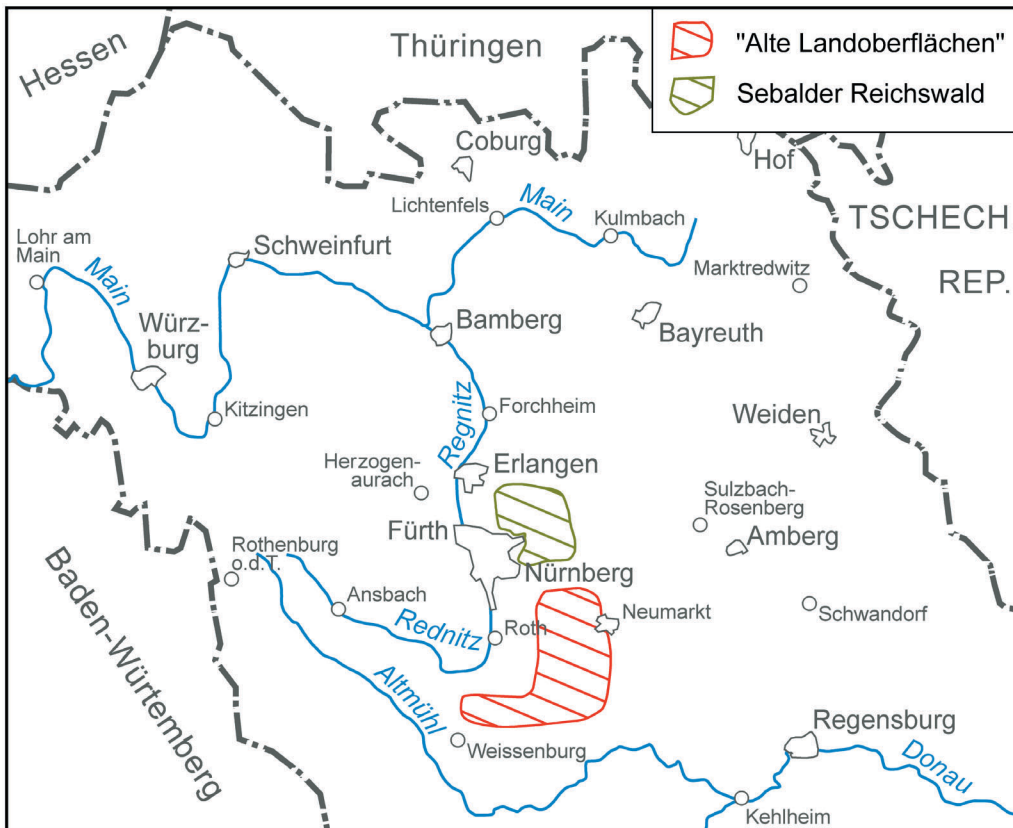 Hessen
Thüringen
"Alte Landoberflächen"
Sebalder Reichswald
Coburg
Hof
Lichtenfels
Main
Kulmbach
TSCHECH
REP.
Lohr am
Main
Main
Schweinfurt
Marktredwitz
Würz-
burg
Bamberg
Bayreuth
Kitzingen
Regnitz
Forchheim
Weiden
Herzogen-
aurach
Erlangen
Sulzbach-
Rosenberg
Fürth
Amberg
Rothenburg
o.d.T.
Nürnberg
Baden-Würtemberg
Ansbach
Rednitz
Roth
Neumarkt
Schwandorf
Altmühl
Weissenburg
Regensburg
Donau
Kehlheim